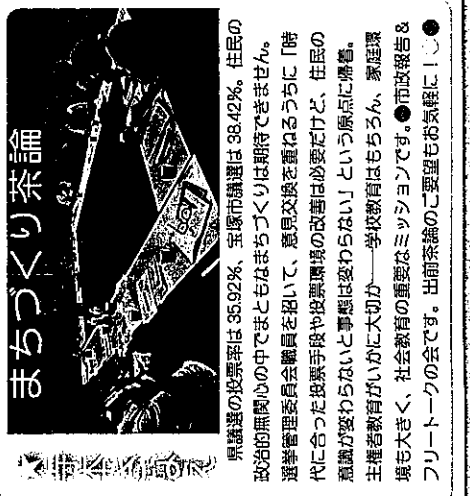 まちづくり茶論
県議選の投票率は35.92%、宝塚市議選は38.42%。住民の
政治的無関心の中でまともなまちづくりは期待できません。
選挙管理委員会職員を招いて、意見交換を重ねるうちに「時
代に合った投票手段や投票環境の改善は必要だけど、住民の
意識が変わらないと事態は変わらない」という原点に帰着。
主権者教育がいかに大切か――学校教育はもちろん、家庭環
境も大きく、社会教育の重要なミッションです。●市政報告&
フリートークの会です。出前茶論のご要望もお気軽に!